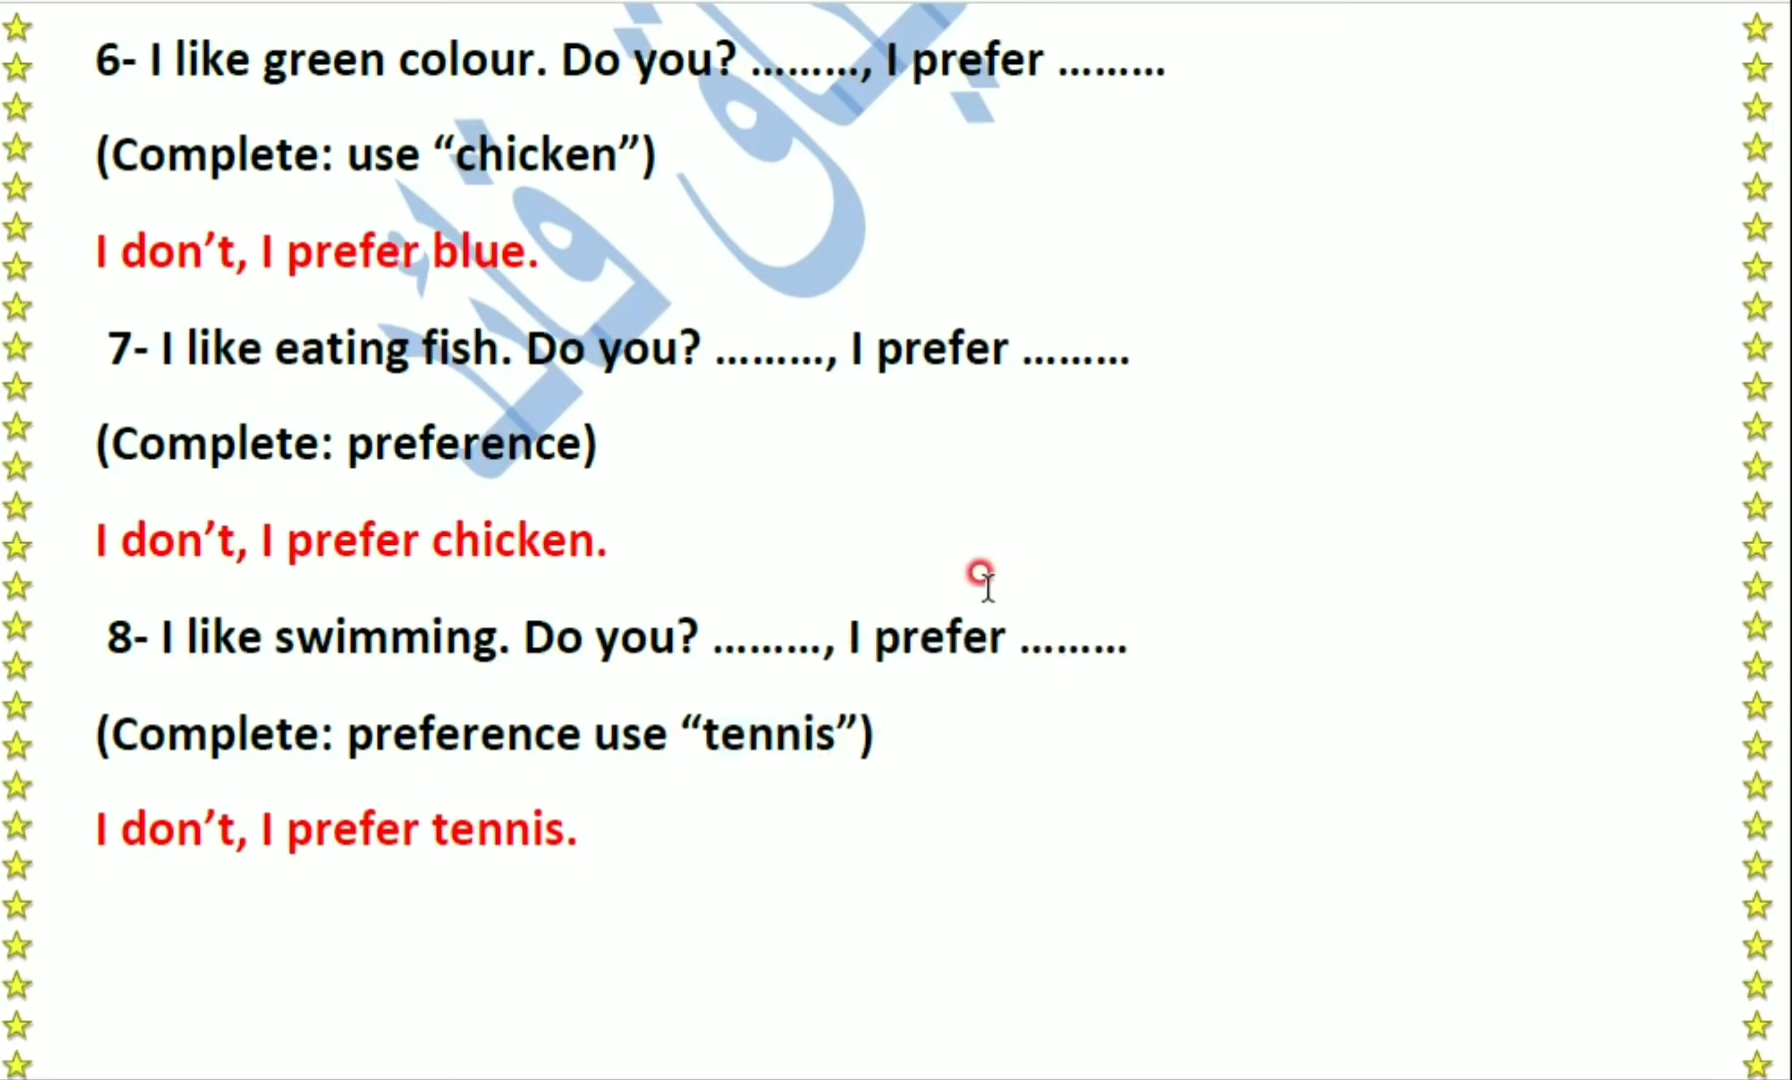 6- I like green colour. Do you? ………, I prefer ………
(Complete: use “chicken”)
I don’t, I prefer blue.
7- I like eating fish. Do you? ………, I prefer ………
(Complete: preference)
I don’t, I prefer chicken.
8- I like swimming. Do you? ………, I prefer ………
(Complete: preference use “tennis”)
I don’t, I prefer tennis.